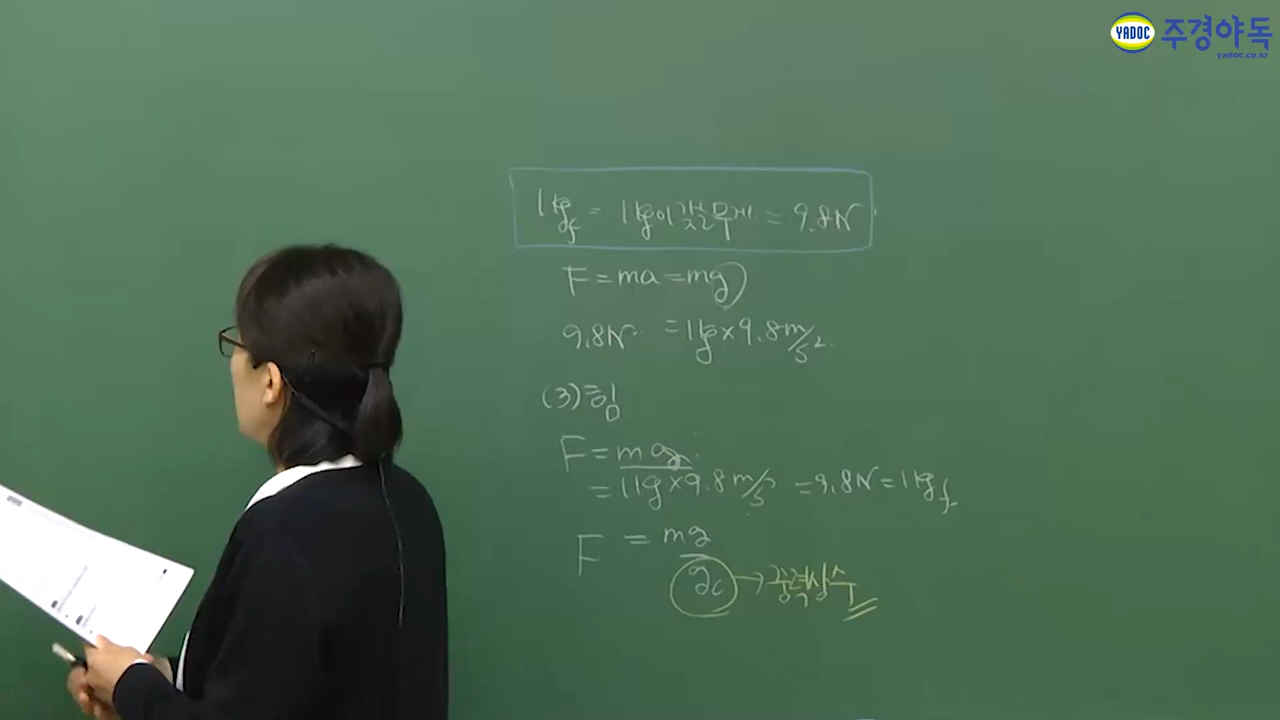 YADOC 주경야독
yadoc.co.kr
1kgf = 1kg이 갖는 무게 = 9.8N
F = ma = mg)
9.8N = 1kg × 9.8m/s².
(3) 힘
F = mg
= 1kg × 9.8m/s² = 9.8N = 1kgf
F = mg
gc → 중력상수